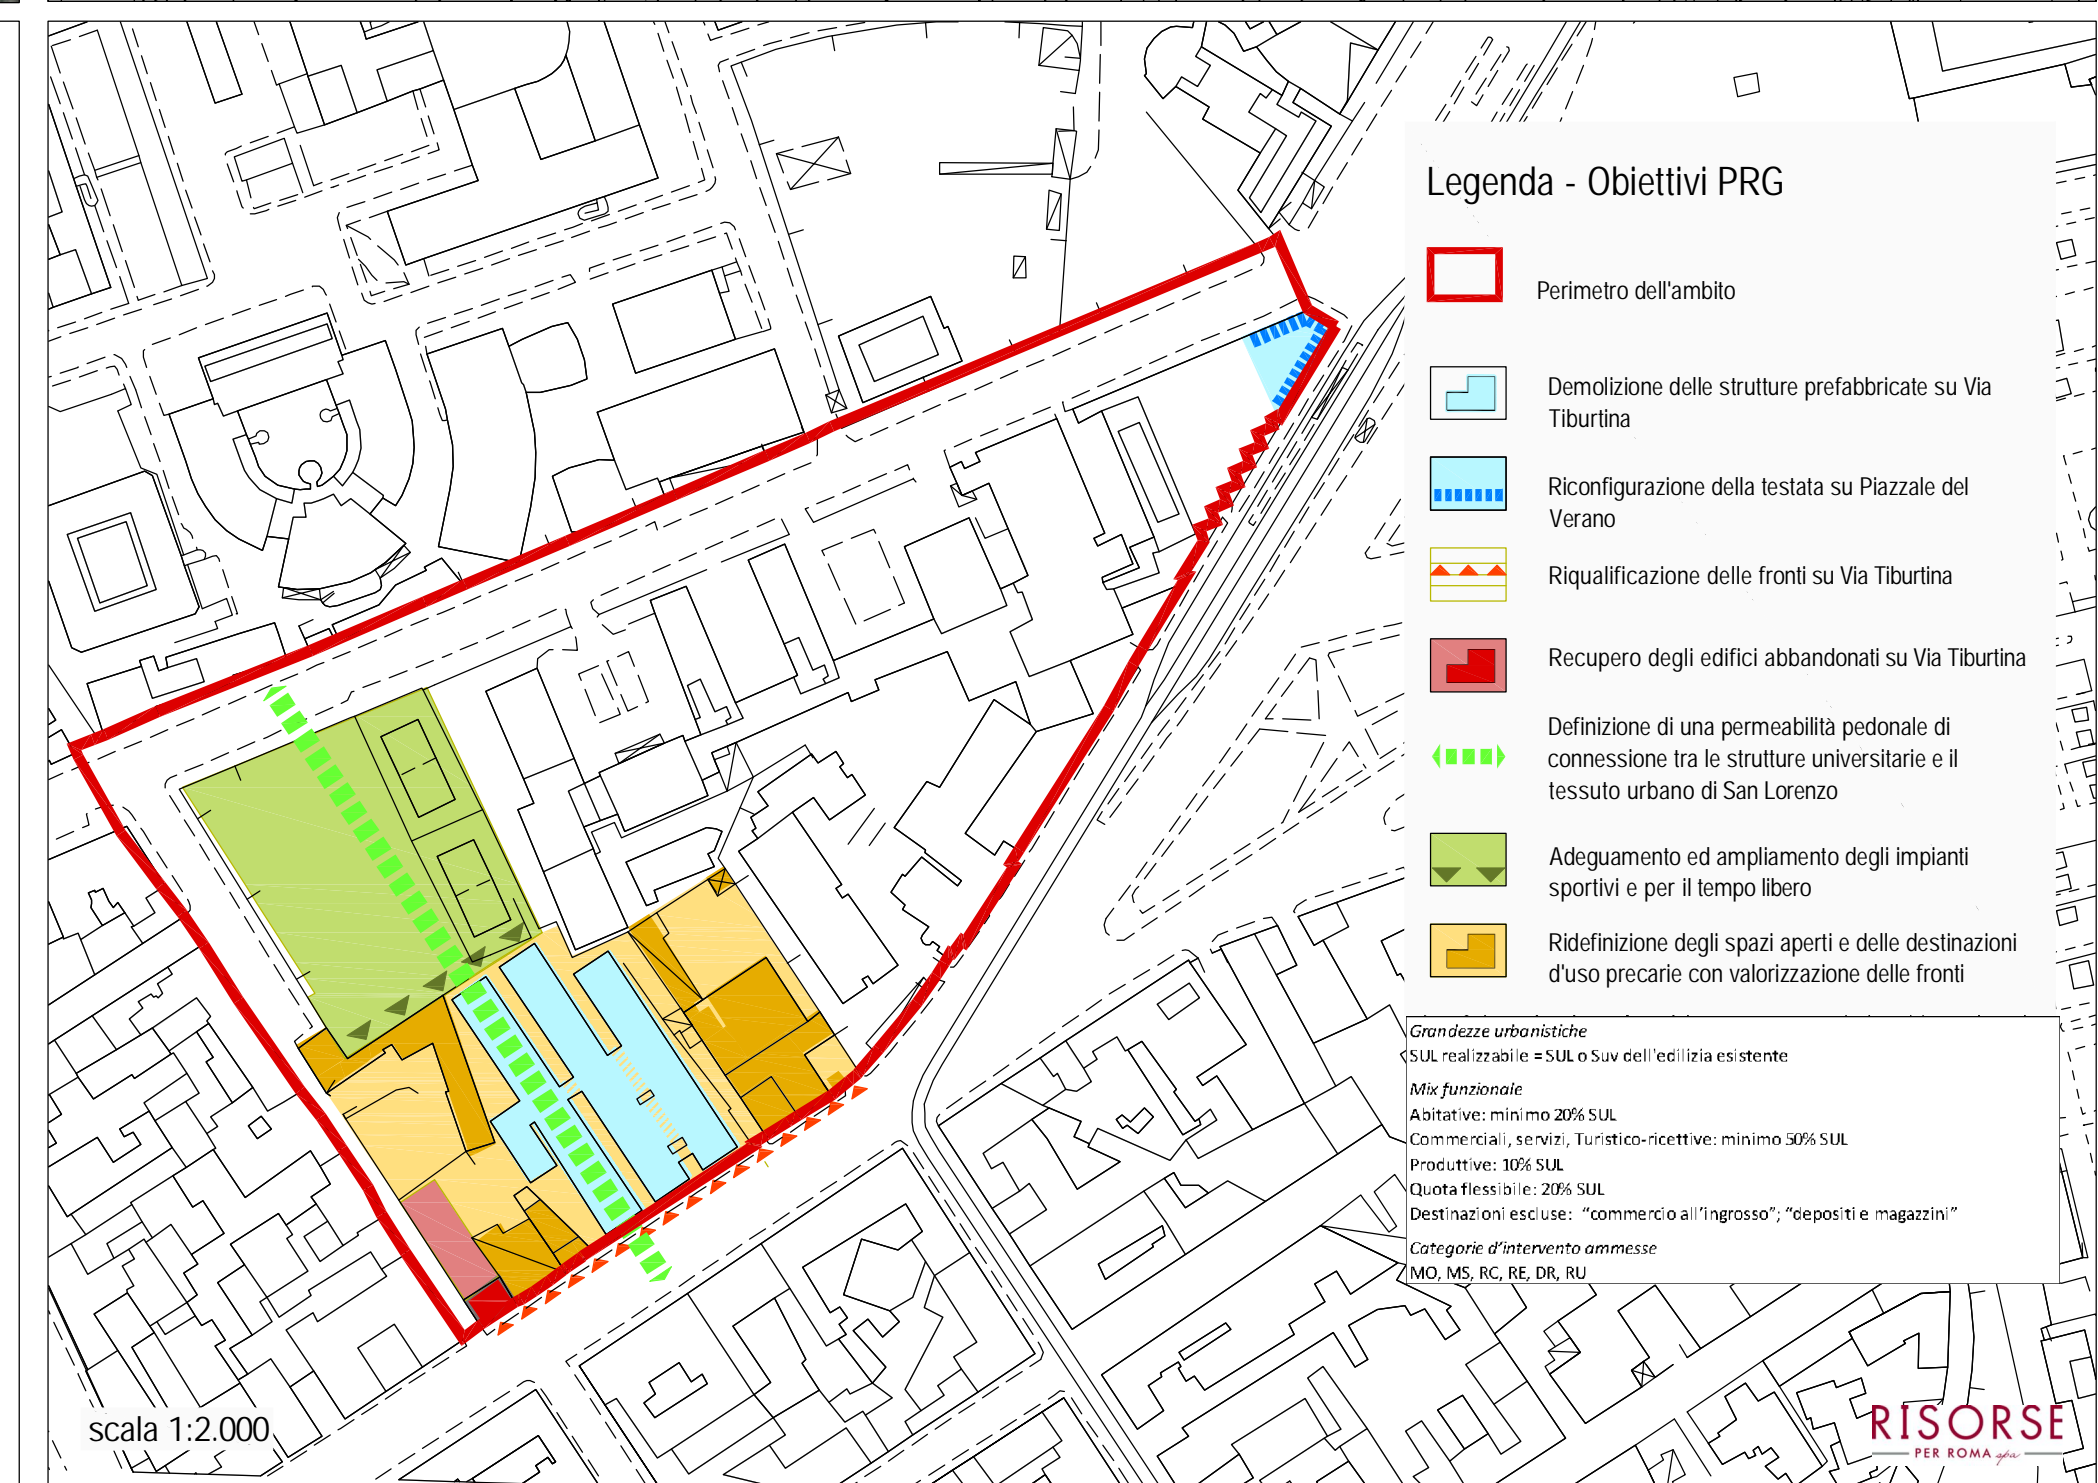 Legenda - Obiettivi PRG
Perimetro dell'ambito
Demolizione delle strutture prefabbricate su Via
Tiburtina
Riconfigurazione della testata su Piazzale del
Verano
Riqualificazione delle fronti su Via Tiburtina
Recupero degli edifici abbandonati su Via Tiburtina
Definizione di una permeabilità pedonale di
connessione tra le strutture universitarie e il
tessuto urbano di San Lorenzo
Adeguamento ed ampliamento degli impianti
sportivi e per il tempo libero
Ridefinizione degli spazi aperti e delle destinazioni
d'uso precarie con valorizzazione delle fronti
Grandezze urbanistiche
SUL realizzabile = SUL o Suv dell'edilizia esistente
Mix funzionale
Abitative: minimo 20% SUL
Commerciali, servizi, Turistico-ricettive: minimo 50% SUL
Produttive: 10% SUL
Quota flessibile: 20% SUL
Destinazioni escluse: "commercio all'ingrosso"; "depositi e magazzini"
Categorie d'intervento ammesse
MO, MS, RC, RE, DR, RU
scala 1:2.000
RISORSE
PER ROMA spa